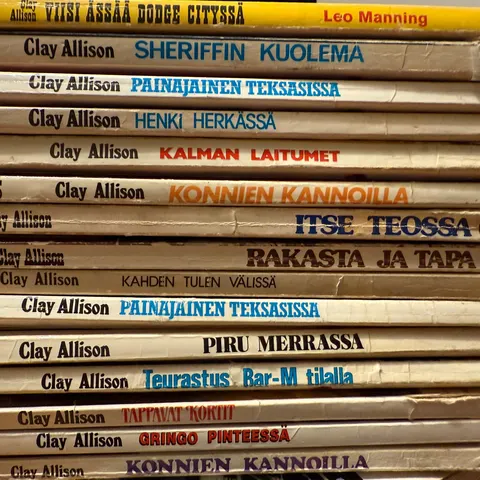 Clay Allison VIISI ÄSSÄÄ DODGE CITYSSÄ Leo Manning
Clay Allison SHERIFFIN KUOLEMA
Clay Allison PAINAJAINEN TEKSASISSA
Clay Allison HENKI HERKÄSSÄ
Clay Allison KALMAN LAITUMET
Clay Allison KONNIEN KANNOILLA
Allison ITSE TEOSSA
Clay Allison RAKASTA JA TAPA
Clay Allison KAHDEN TULEN VÄLISSÄ
Clay Allison PAINAJAINEN TEKSASISSA
Clay Allison PIRU MERRASSA
Clay Allison Teurastus Bar-M tilalla
Clay Allison TAPPAVAT KORTIT
Clay Allison GRINGO PINTEESSÄ
Clay Allison KONNIEN KANNOILLA